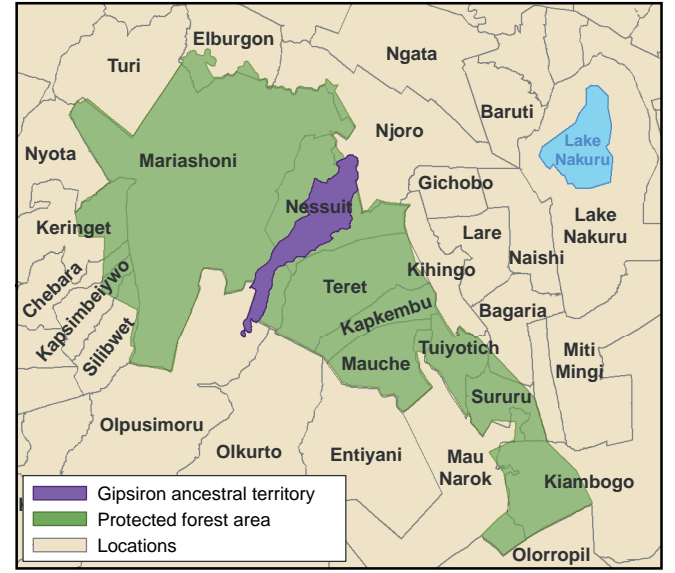 Elburgon
Turi
Ngata
Baruti
Njoro
Lake
Nakuru
Nyota
Mariashoni
Gichobo
Nessuit
Keringet
Lare
Lake
Nakuru
Naishi
Chebara
Kapsimbeiywo
Kihingo
Teret
Bagaria
Kapkembu
Silibwet
Tuiyotich
Mauche
Miti
Mingi
Sururu
Olpusimoru
Olkurto
Entiyani
Mau
Narok
Kiambogo
Olorropil
Gipsiron ancestral territory
Protected forest area
Locations